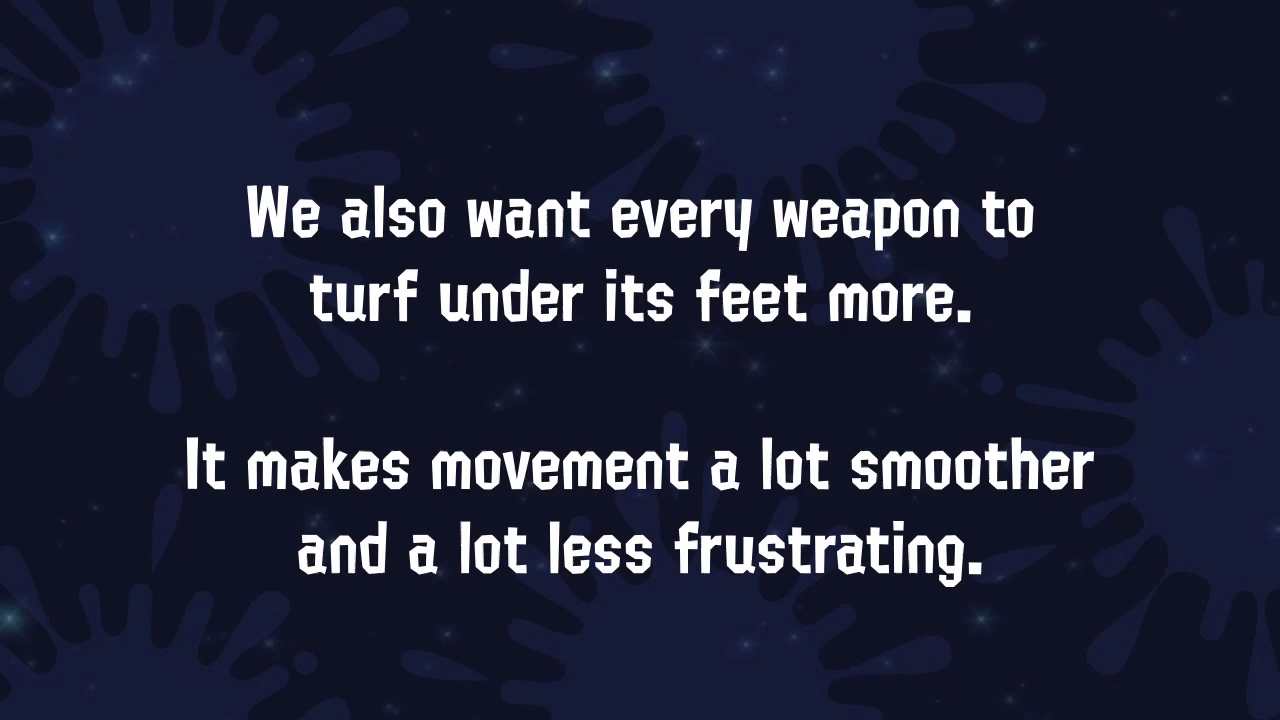 We also want every weapon to
turf under its feet more.
It makes movement a lot smoother
and a lot less frustrating.